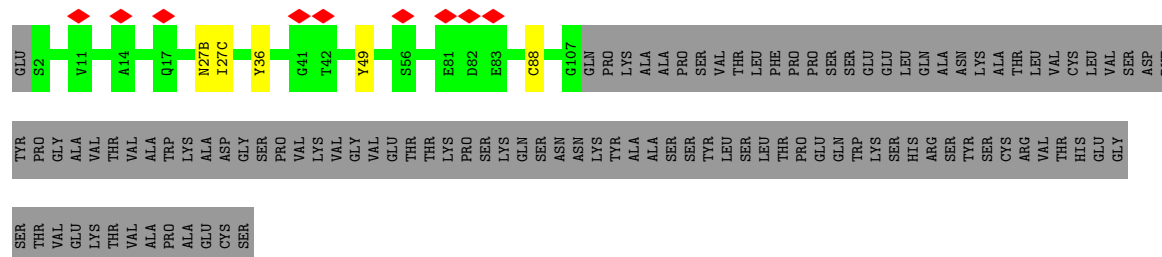 GLU S2 V11 A14 Q17 N27B I27C Y36 G41 T42 Y49 S56 E81 D82 E83 C88 G107 GLN PRO LYS ALA ALA PRO SER VAL THR LEU PHE PRO PRO SER SER GLU GLU LEU GLN ALA ASN LYS ALA THR LEU VAL CYS LEU VAL SER ASP
TYR PRO GLY ALA VAL THR VAL ALA TRP LYS ALA ASP GLY SER PRO VAL LYS VAL GLY VAL GLU THR THR LYS PRO SER LYS GLN SER ASN ASN LYS TYR ALA ALA SER SER TYR LEU SER LEU THR PRO GLU GLN TRP LYS SER HIS ARG SER TYR SER CYS ARG VAL THR HIS GLU GLY
SER THR VAL GLU LYS THR VAL ALA PRO ALA GLU CYS SER